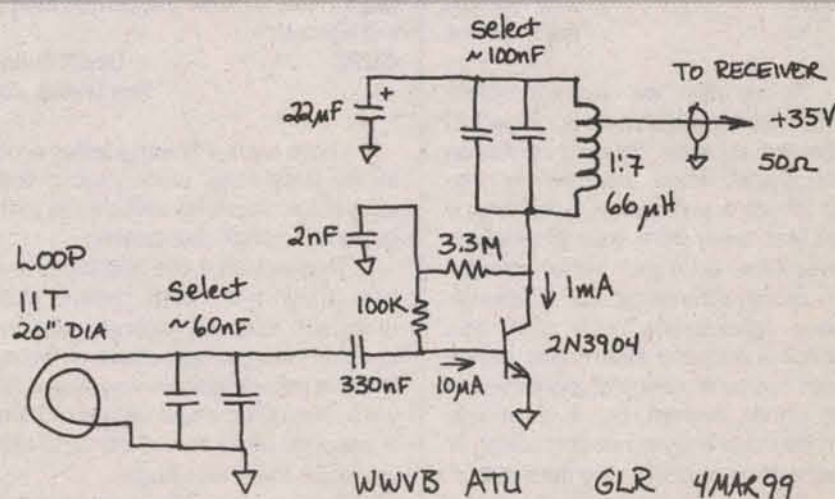 select
~100nF
TO RECEIVER
+
22µF
+35V
50Ω
1:7
66µH
2nF
3.3M
LOOP
11T
20" DIA
select
~60nF
100K
1mA
2N3904
330nF
10µA
WWVB ATU GLR 4MAR99